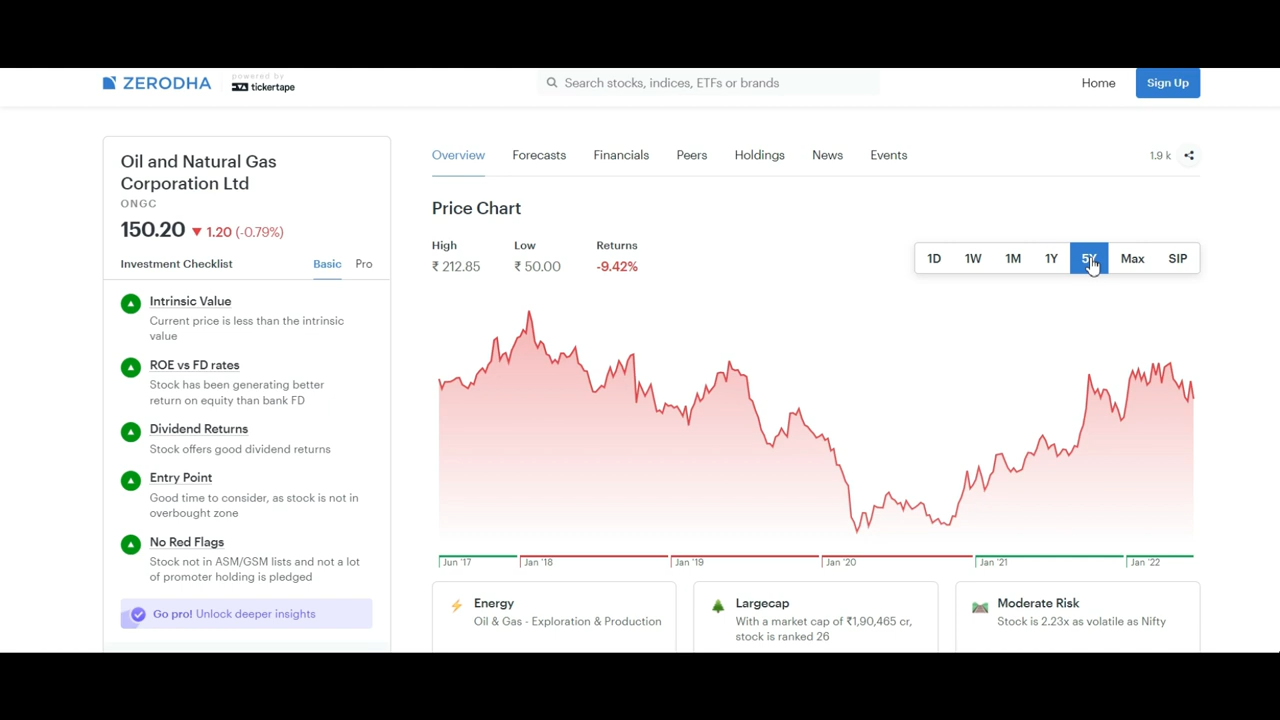 ZERODHA
powered by
tickertape
Search stocks, indices, ETFs or brands
Home
Sign Up
Oil and Natural Gas
Corporation Ltd
ONGC
150.20 ▼ 1.20 (-0.79%)
Investment Checklist
Basic
Pro
Intrinsic Value
Current price is less than the intrinsic
value
ROE vs FD rates
Stock has been generating better
return on equity than bank FD
Dividend Returns
Stock offers good dividend returns
Entry Point
Good time to consider, as stock is not in
overbought zone
No Red Flags
Stock not in ASM/GSM lists and not a lot
of promoter holding is pledged
Go pro! Unlock deeper insights
Overview
Forecasts
Financials
Peers
Holdings
News
Events
1.9 k
Price Chart
High
Low
Returns
₹ 212.85
₹ 50.00
-9.42%
1D
1W
1M
1Y
5Y
Max
SIP
Jun '17
Jan '18
Jan '19
Jan '20
Jan '21
Jan '22
Energy
Oil & Gas - Exploration & Production
Largecap
With a market cap of ₹1,90,465 cr,
stock is ranked 26
Moderate Risk
Stock is 2.23x as volatile as Nifty